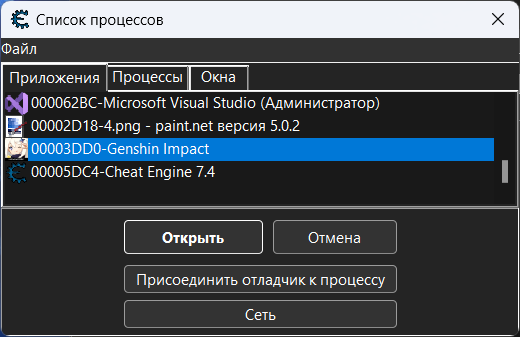 Список процессов
Файл
Приложения Процессы Окна
000062BC-Microsoft Visual Studio (Администратор)
00002D18-4.png - paint.net версия 5.0.2
00003DD0-Genshin Impact
00005DC4-Cheat Engine 7.4
Открыть Отмена
Присоединить отладчик к процессу
Сеть